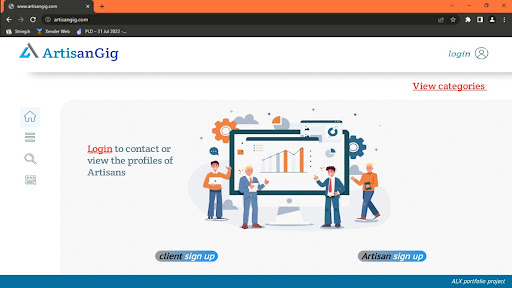 www.artisangig.com
artisangig.com
Stringch
Xender Web
PLD – 31 Jul 2022 -...
ArtisanGig
login
View categories
Login to contact or
view the profiles of
Artisans
client sign up
Artisan sign up
ALX portfolio project